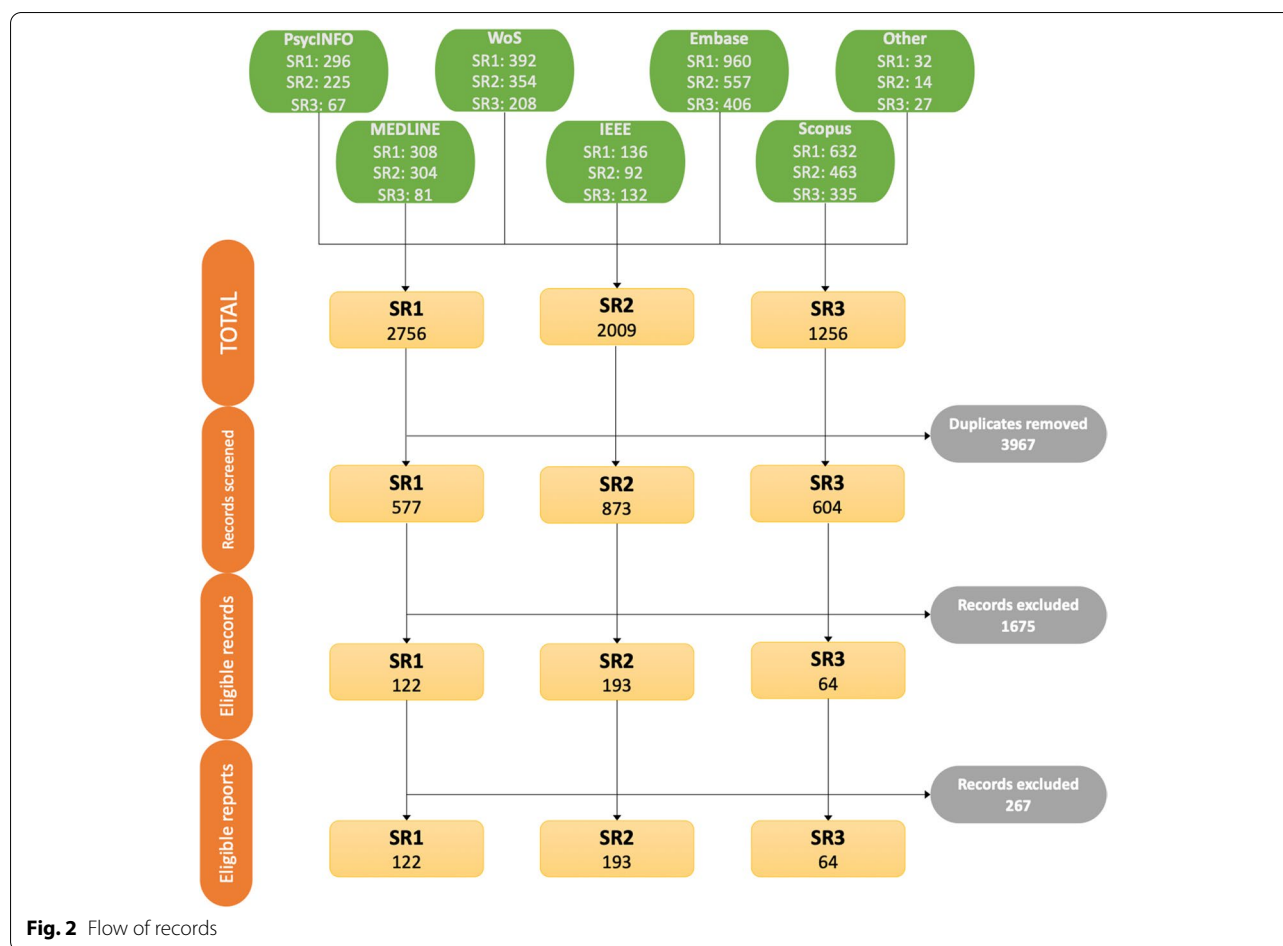 PsycINFO
SR1: 296
SR2: 225
SR3: 67
WoS
SR1: 392
SR2: 354
SR3: 208
Embase
SR1: 960
SR2: 557
SR3: 406
Other
SR1: 32
SR2: 14
SR3: 27
MEDLINE
SR1: 308
SR2: 304
SR3: 81
IEEE
SR1: 136
SR2: 92
SR3: 132
Scopus
SR1: 632
SR2: 463
SR3: 335
TOTAL
SR1
2756
SR2
2009
SR3
1256
Duplicates removed
3967
Records screened
SR1
577
SR2
873
SR3
604
Records excluded
1675
Eligible records
SR1
122
SR2
193
SR3
64
Records excluded
267
Eligible reports
SR1
122
SR2
193
SR3
64
Fig. 2 Flow of records